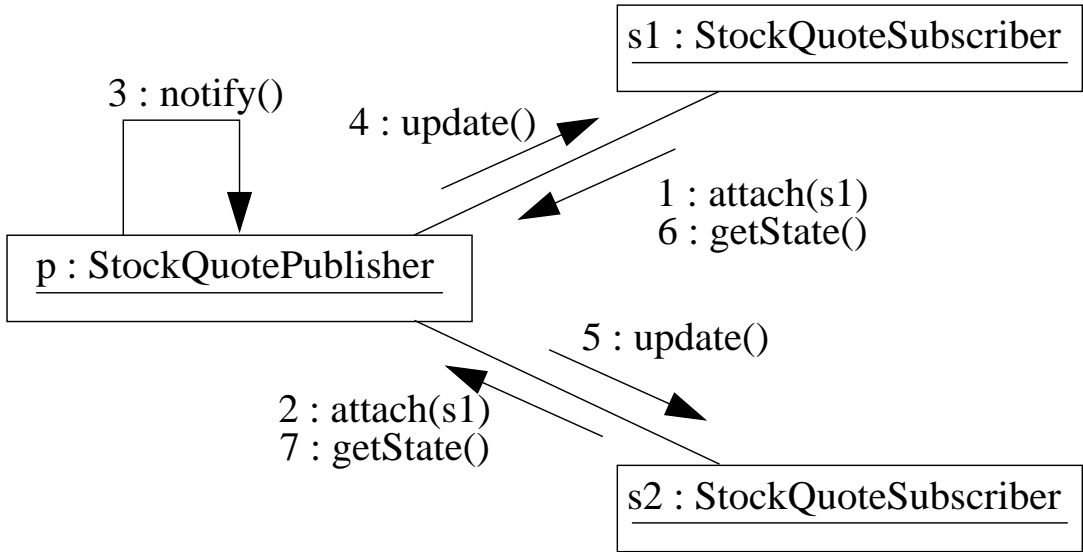 s1 : StockQuoteSubscriber
3 : notify()
4 : update()
1 : attach(s1)
6 : getState()
p : StockQuotePublisher
5 : update()
2 : attach(s1)
7 : getState()
s2 : StockQuoteSubscriber